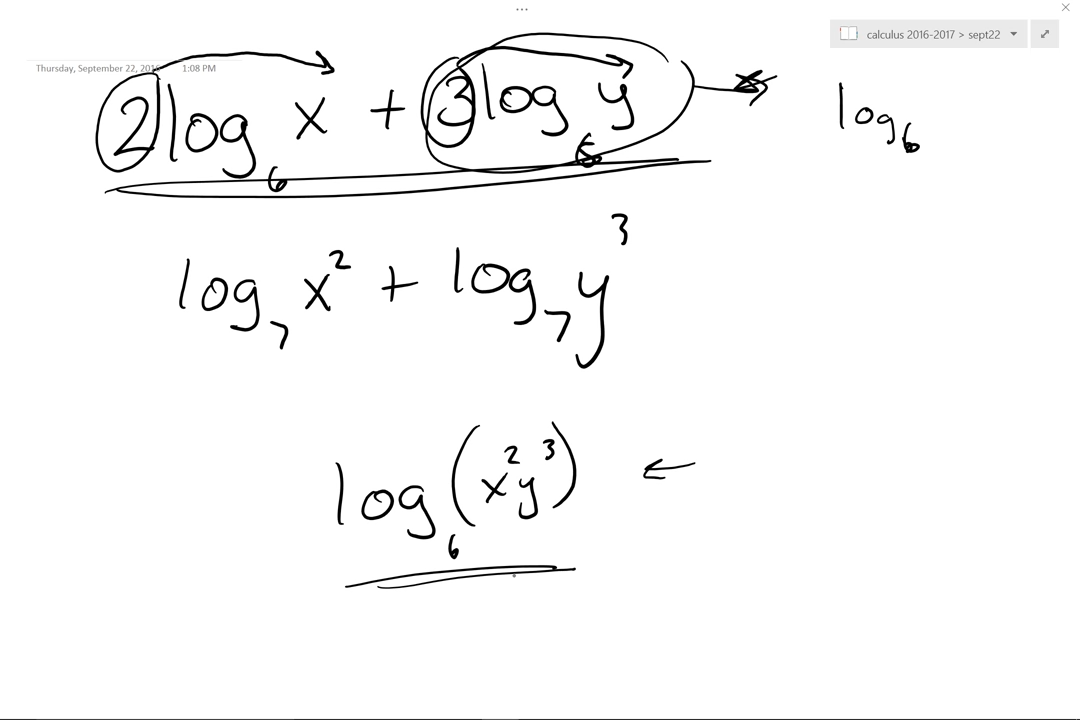 calculus 2016-2017 > sept22
Thursday, September 22, 2016 1:08 PM
2log₆ x + 3log₆ y
log₆
log₇ x² + log₇ y³
log₆(x²y³) ←